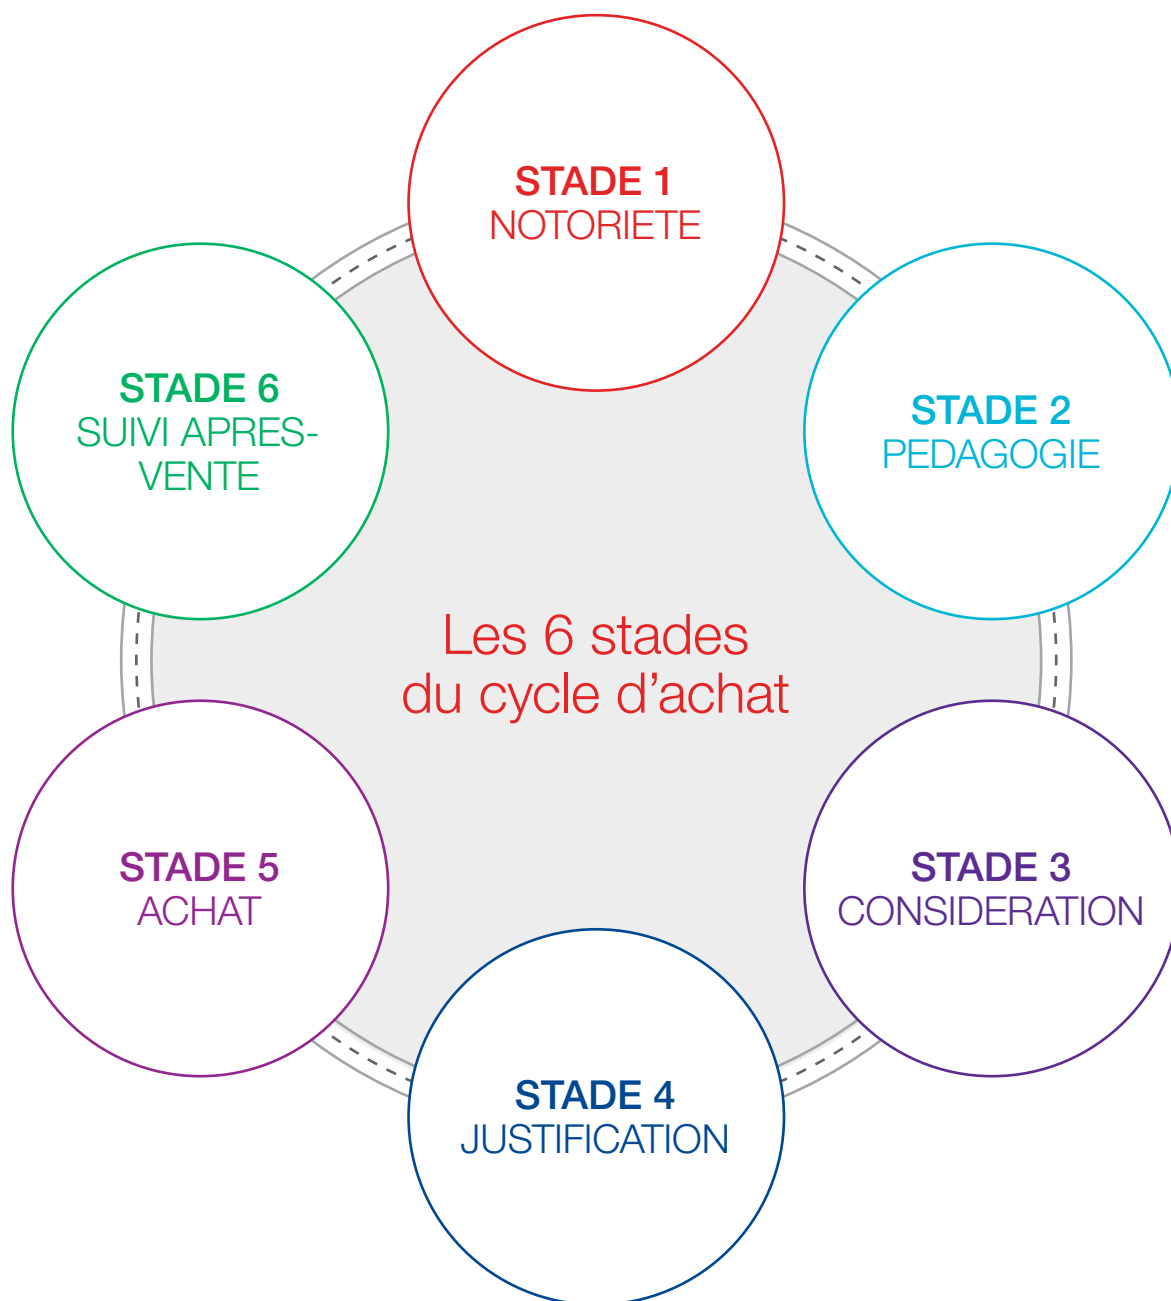 STADE 1
NOTORIETE
STADE 2
PEDAGOGIE
STADE 3
CONSIDERATION
STADE 4
JUSTIFICATION
STADE 5
ACHAT
STADE 6
SUIVI APRES-
VENTE
Les 6 stades
du cycle d’achat